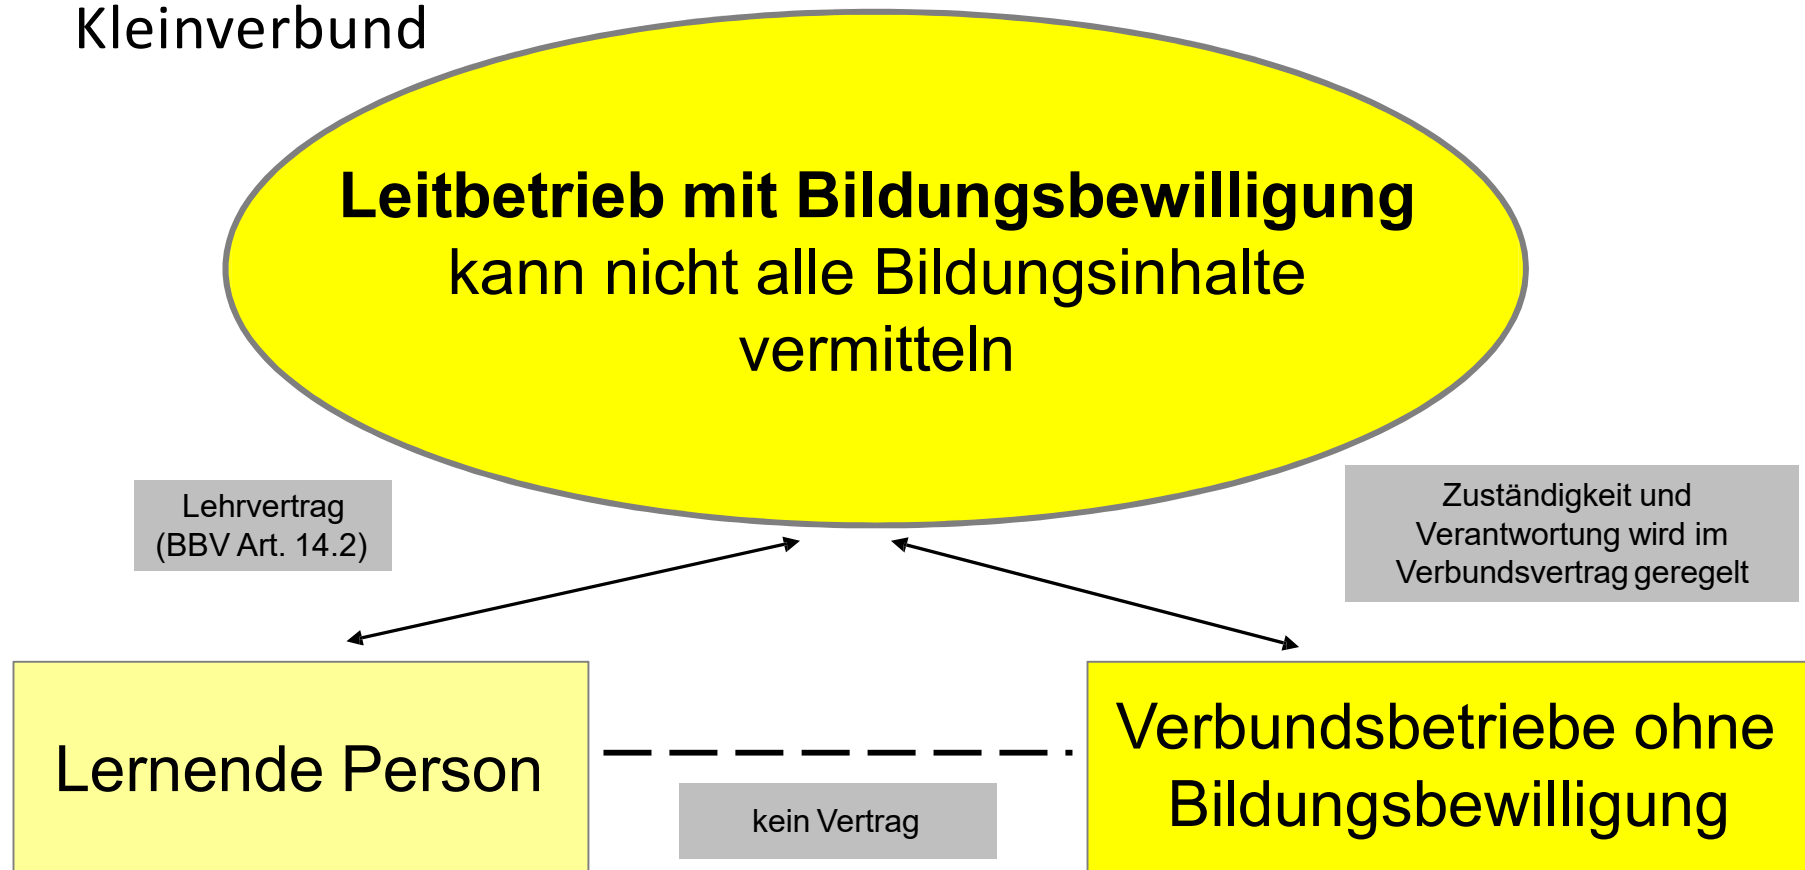 Kleinverbund
Leitbetrieb mit Bildungsbewilligung
kann nicht alle Bildungsinhalte
vermitteln
Lehrvertrag
(BBV Art. 14.2)
Zuständigkeit und
Verantwortung wird im
Verbundsvertrag geregelt
Lernende Person
kein Vertrag
Verbundsbetriebe ohne
Bildungsbewilligung